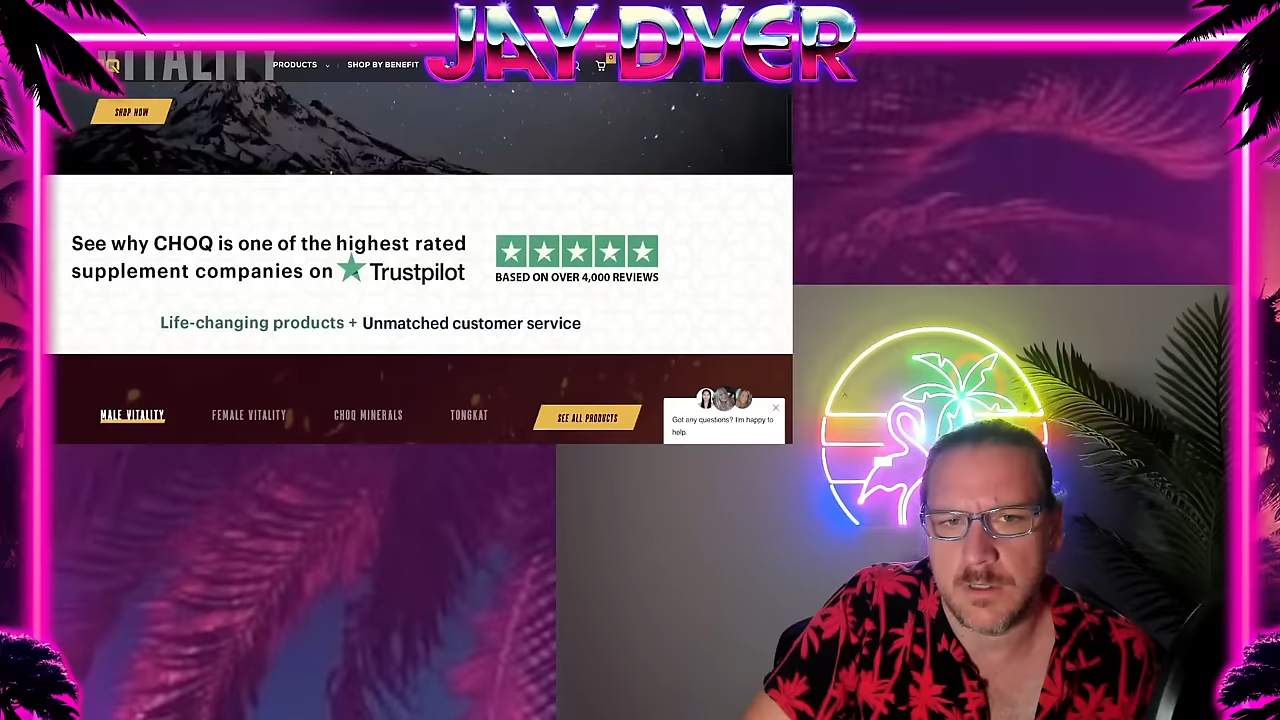 JAY DYER
VITALITY
PRODUCTS
SHOP BY BENEFIT
0
SHOP NOW
See why CHOQ is one of the highest rated
supplement companies on Trustpilot
BASED ON OVER 4,000 REVIEWS
Life-changing products + Unmatched customer service
MALE VITALITY
FEMALE VITALITY
CHOQ MINERALS
TONGKAT
SEE ALL PRODUCTS
Got any questions? I'm happy to
help.